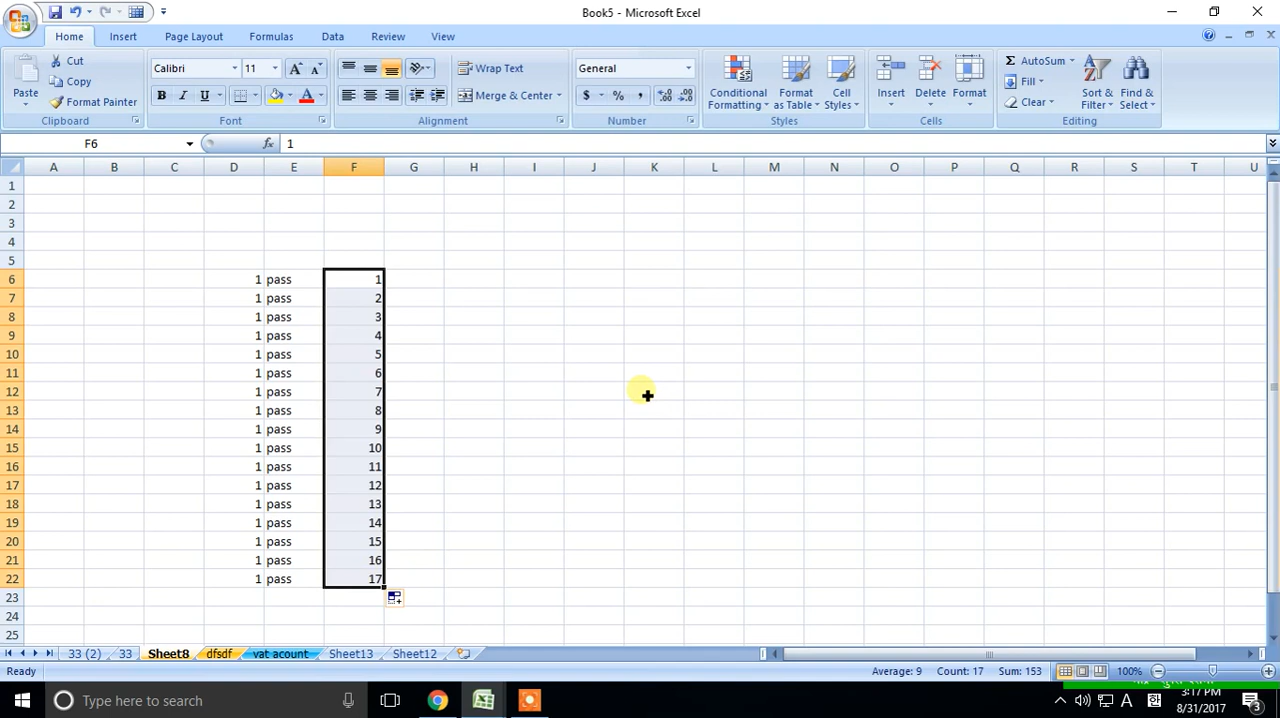 Book5 - Microsoft Excel
Home Insert Page Layout Formulas Data Review View
Paste Cut Calibri 11 A A Wrap Text General Conditional Formatting Format as Table Cell Styles Insert Delete Format Σ AutoSum Sort & Filter Find & Select
Copy Fill
Format Painter B I U A Merge & Center $ % , Clear
Clipboard Font Alignment Number Styles Cells Editing
F6 fx 1
A B C D E F G H I J K L M N O P Q R S T U
1
2
3
4
5
6 1 pass 1
7 1 pass 2
8 1 pass 3
9 1 pass 4
10 1 pass 5
11 1 pass 6
12 1 pass 7
13 1 pass 8
14 1 pass 9
15 1 pass 10
16 1 pass 11
17 1 pass 12
18 1 pass 13
19 1 pass 14
20 1 pass 15
21 1 pass 16
22 1 pass 17
23
24
25
33 (2) 33 Sheet8 dfsdf vat acount Sheet13 Sheet12
Ready Average: 9 Count: 17 Sum: 153 100%
Type here to search A 3:17 PM
8/31/2017 3